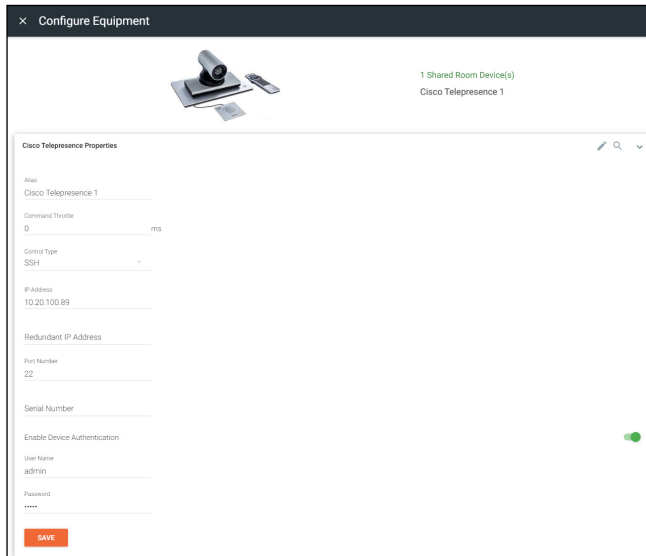 × Configure Equipment
1 Shared Room Device(s)
Cisco Telepresence 1
Cisco Telepresence Properties
Alias
Cisco Telepresence 1
Command Throttle
0 ms
Control Type
SSH
IP Address
10.20.100.89
Redundant IP Address
Port Number
22
Serial Number
Enable Device Authentication
User Name
admin
Password
•••••
SAVE